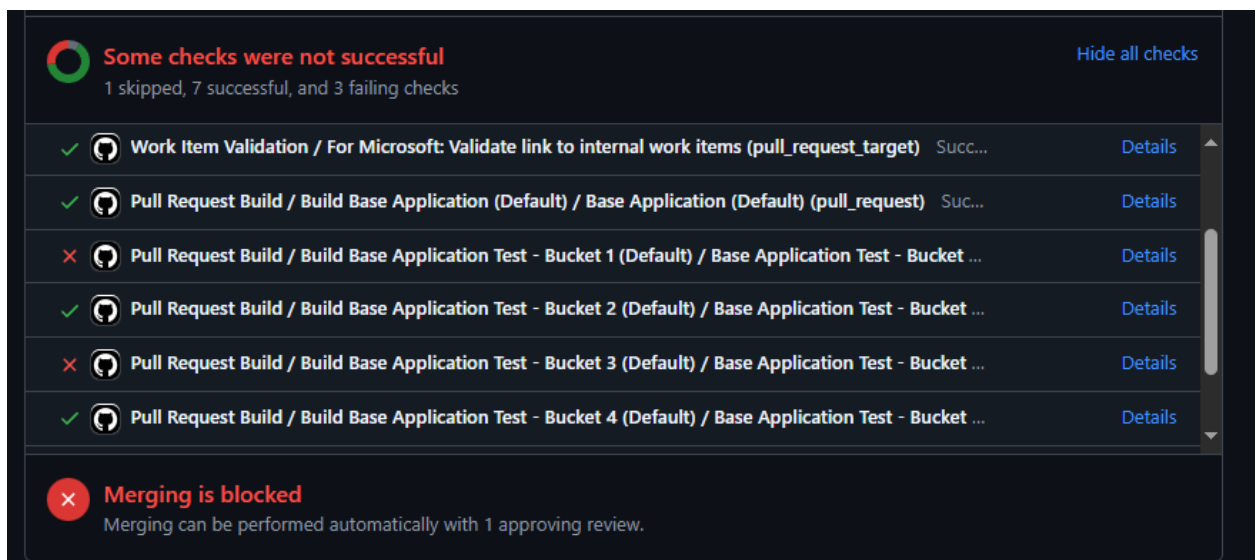 Some checks were not successful
Hide all checks
1 skipped, 7 successful, and 3 failing checks
Work Item Validation / For Microsoft: Validate link to internal work items (pull_request_target) Succ...
Details
Pull Request Build / Build Base Application (Default) / Base Application (Default) (pull_request) Suc...
Details
Pull Request Build / Build Base Application Test - Bucket 1 (Default) / Base Application Test - Bucket ...
Details
Pull Request Build / Build Base Application Test - Bucket 2 (Default) / Base Application Test - Bucket ...
Details
Pull Request Build / Build Base Application Test - Bucket 3 (Default) / Base Application Test - Bucket ...
Details
Pull Request Build / Build Base Application Test - Bucket 4 (Default) / Base Application Test - Bucket ...
Details
Merging is blocked
Merging can be performed automatically with 1 approving review.